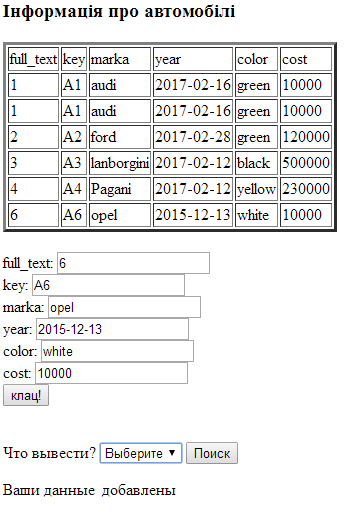 Інформація про автомобілі
full_text key marka year color cost
1 A1 audi 2017-02-16 green 10000
1 A1 audi 2017-02-16 green 10000
2 A2 ford 2017-02-28 green 120000
3 A3 lanborgini 2017-02-12 black 500000
4 A4 Pagani 2017-02-12 yellow 230000
6 A6 opel 2015-12-13 white 10000
full_text: 6
key: A6
marka: opel
year: 2015-12-13
color: white
cost: 10000
клац!
Что вывести? Выберите Поиск
Ваши данные добавлены